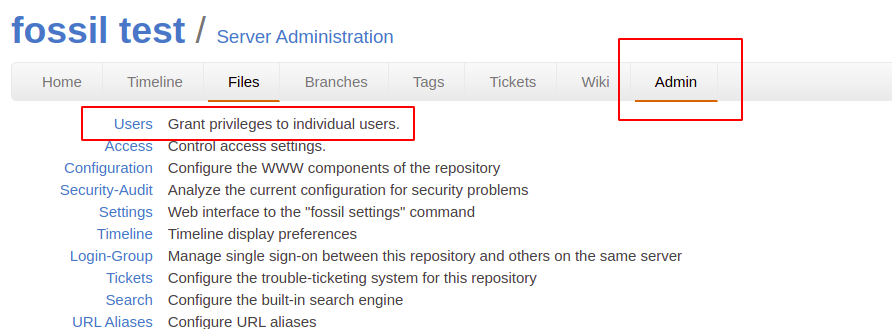 fossil test / Server Administration
Home Timeline Files Branches Tags Tickets Wiki Admin
Users Grant privileges to individual users.
Access Control access settings.
Configuration Configure the WWW components of the repository
Security-Audit Analyze the current configuration for security problems
Settings Web interface to the "fossil settings" command
Timeline Timeline display preferences
Login-Group Manage single sign-on between this repository and others on the same server
Tickets Configure the trouble-ticketing system for this repository
Search Configure the built-in search engine
URL Aliases Configure URL aliases